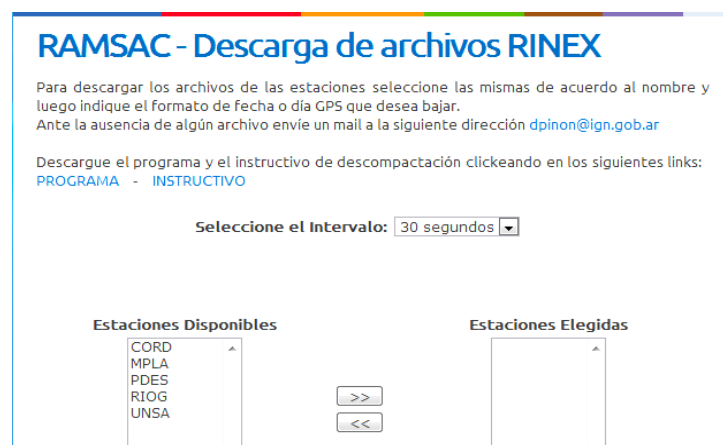 RAMSAC - Descarga de archivos RINEX
Para descargar los archivos de las estaciones seleccione las mismas de acuerdo al nombre y
luego indique el formato de fecha o día GPS que desea bajar.
Ante la ausencia de algún archivo envíe un mail a la siguiente dirección dpinon@ign.gob.ar
Descargue el programa y el instructivo de descompactación clickeando en los siguientes links:
PROGRAMA - INSTRUCTIVO
Seleccione el Intervalo: 30 segundos
Estaciones Disponibles
Estaciones Elegidas
CORD
MPLA
PDES
RIOG
UNSA
>>
<<